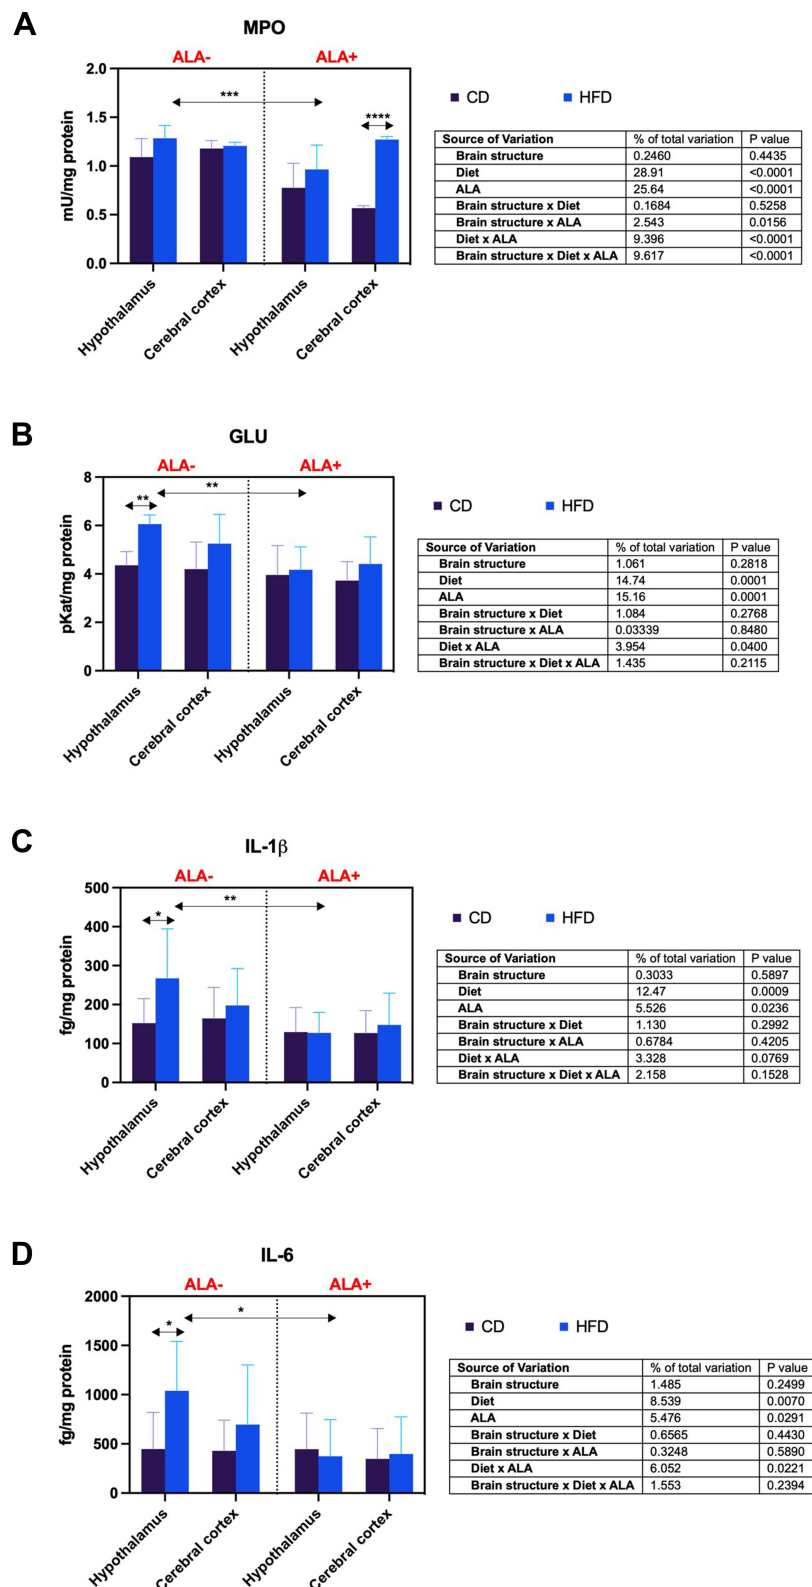 A
MPO
ALA- ALA+
2.0
1.5
1.0
0.5
0.0
mU/mg protein
*** ****
Hypothalamus
Cerebral cortex
Hypothalamus
Cerebral cortex
CD HFD
Source of Variation % of total variation P value
Brain structure 0.2460 0.4435
Diet 28.91 <0.0001
ALA 25.64 <0.0001
Brain structure x Diet 0.1684 0.5258
Brain structure x ALA 2.543 0.0156
Diet x ALA 9.396 <0.0001
Brain structure x Diet x ALA 9.617 <0.0001
B
GLU
ALA- ALA+
8
6
4
2
0
pKat/mg protein
** **
Hypothalamus
Cerebral cortex
Hypothalamus
Cerebral cortex
CD HFD
Source of Variation % of total variation P value
Brain structure 1.061 0.2818
Diet 14.74 0.0001
ALA 15.16 0.0001
Brain structure x Diet 1.084 0.2768
Brain structure x ALA 0.03339 0.8480
Diet x ALA 3.954 0.0400
Brain structure x Diet x ALA 1.435 0.2115
C
IL-1β
ALA- ALA+
500
400
300
200
100
0
fg/mg protein
* **
Hypothalamus
Cerebral cortex
Hypothalamus
Cerebral cortex
CD HFD
Source of Variation % of total variation P value
Brain structure 0.3033 0.5897
Diet 12.47 0.0009
ALA 5.526 0.0236
Brain structure x Diet 1.130 0.2992
Brain structure x ALA 0.6784 0.4205
Diet x ALA 3.328 0.0769
Brain structure x Diet x ALA 2.158 0.1528
D
IL-6
ALA- ALA+
2000
1500
1000
500
0
fg/mg protein
* *
Hypothalamus
Cerebral cortex
Hypothalamus
Cerebral cortex
CD HFD
Source of Variation % of total variation P value
Brain structure 1.485 0.2499
Diet 8.539 0.0070
ALA 5.476 0.0291
Brain structure x Diet 0.6565 0.4430
Brain structure x ALA 0.3248 0.5890
Diet x ALA 6.052 0.0221
Brain structure x Diet x ALA 1.553 0.2394